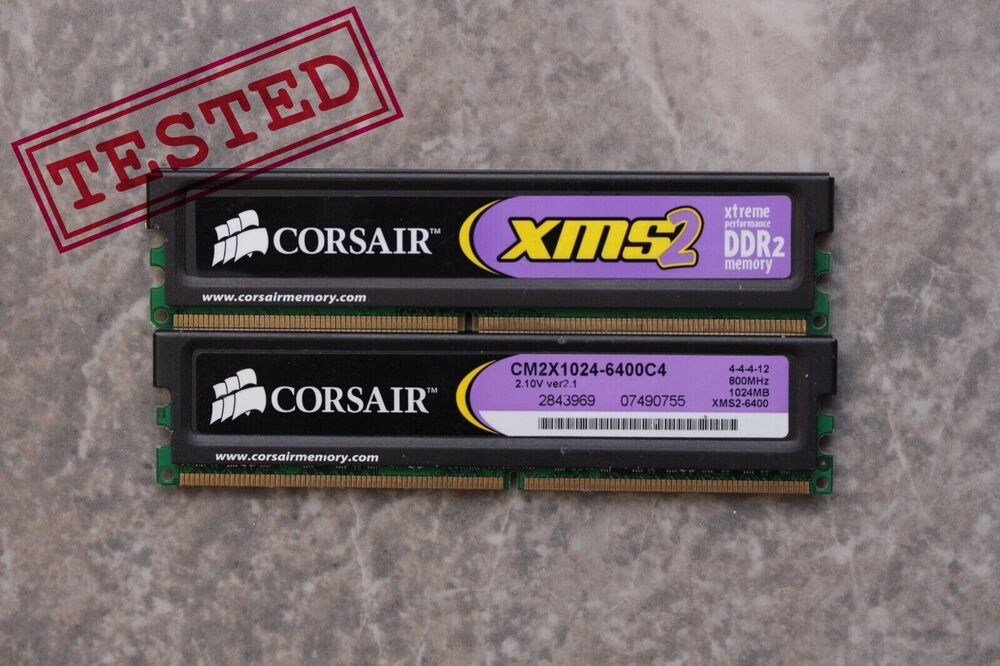 TESTED
CORSAIR™
xms2
xtreme
performance
DDR2
memory
www.corsairmemory.com
CORSAIR™
CM2X1024-6400C4
2.10V ver2.1
2843969 07490755
4-4-4-12
800MHz
1024MB
XMS2-6400
www.corsairmemory.com